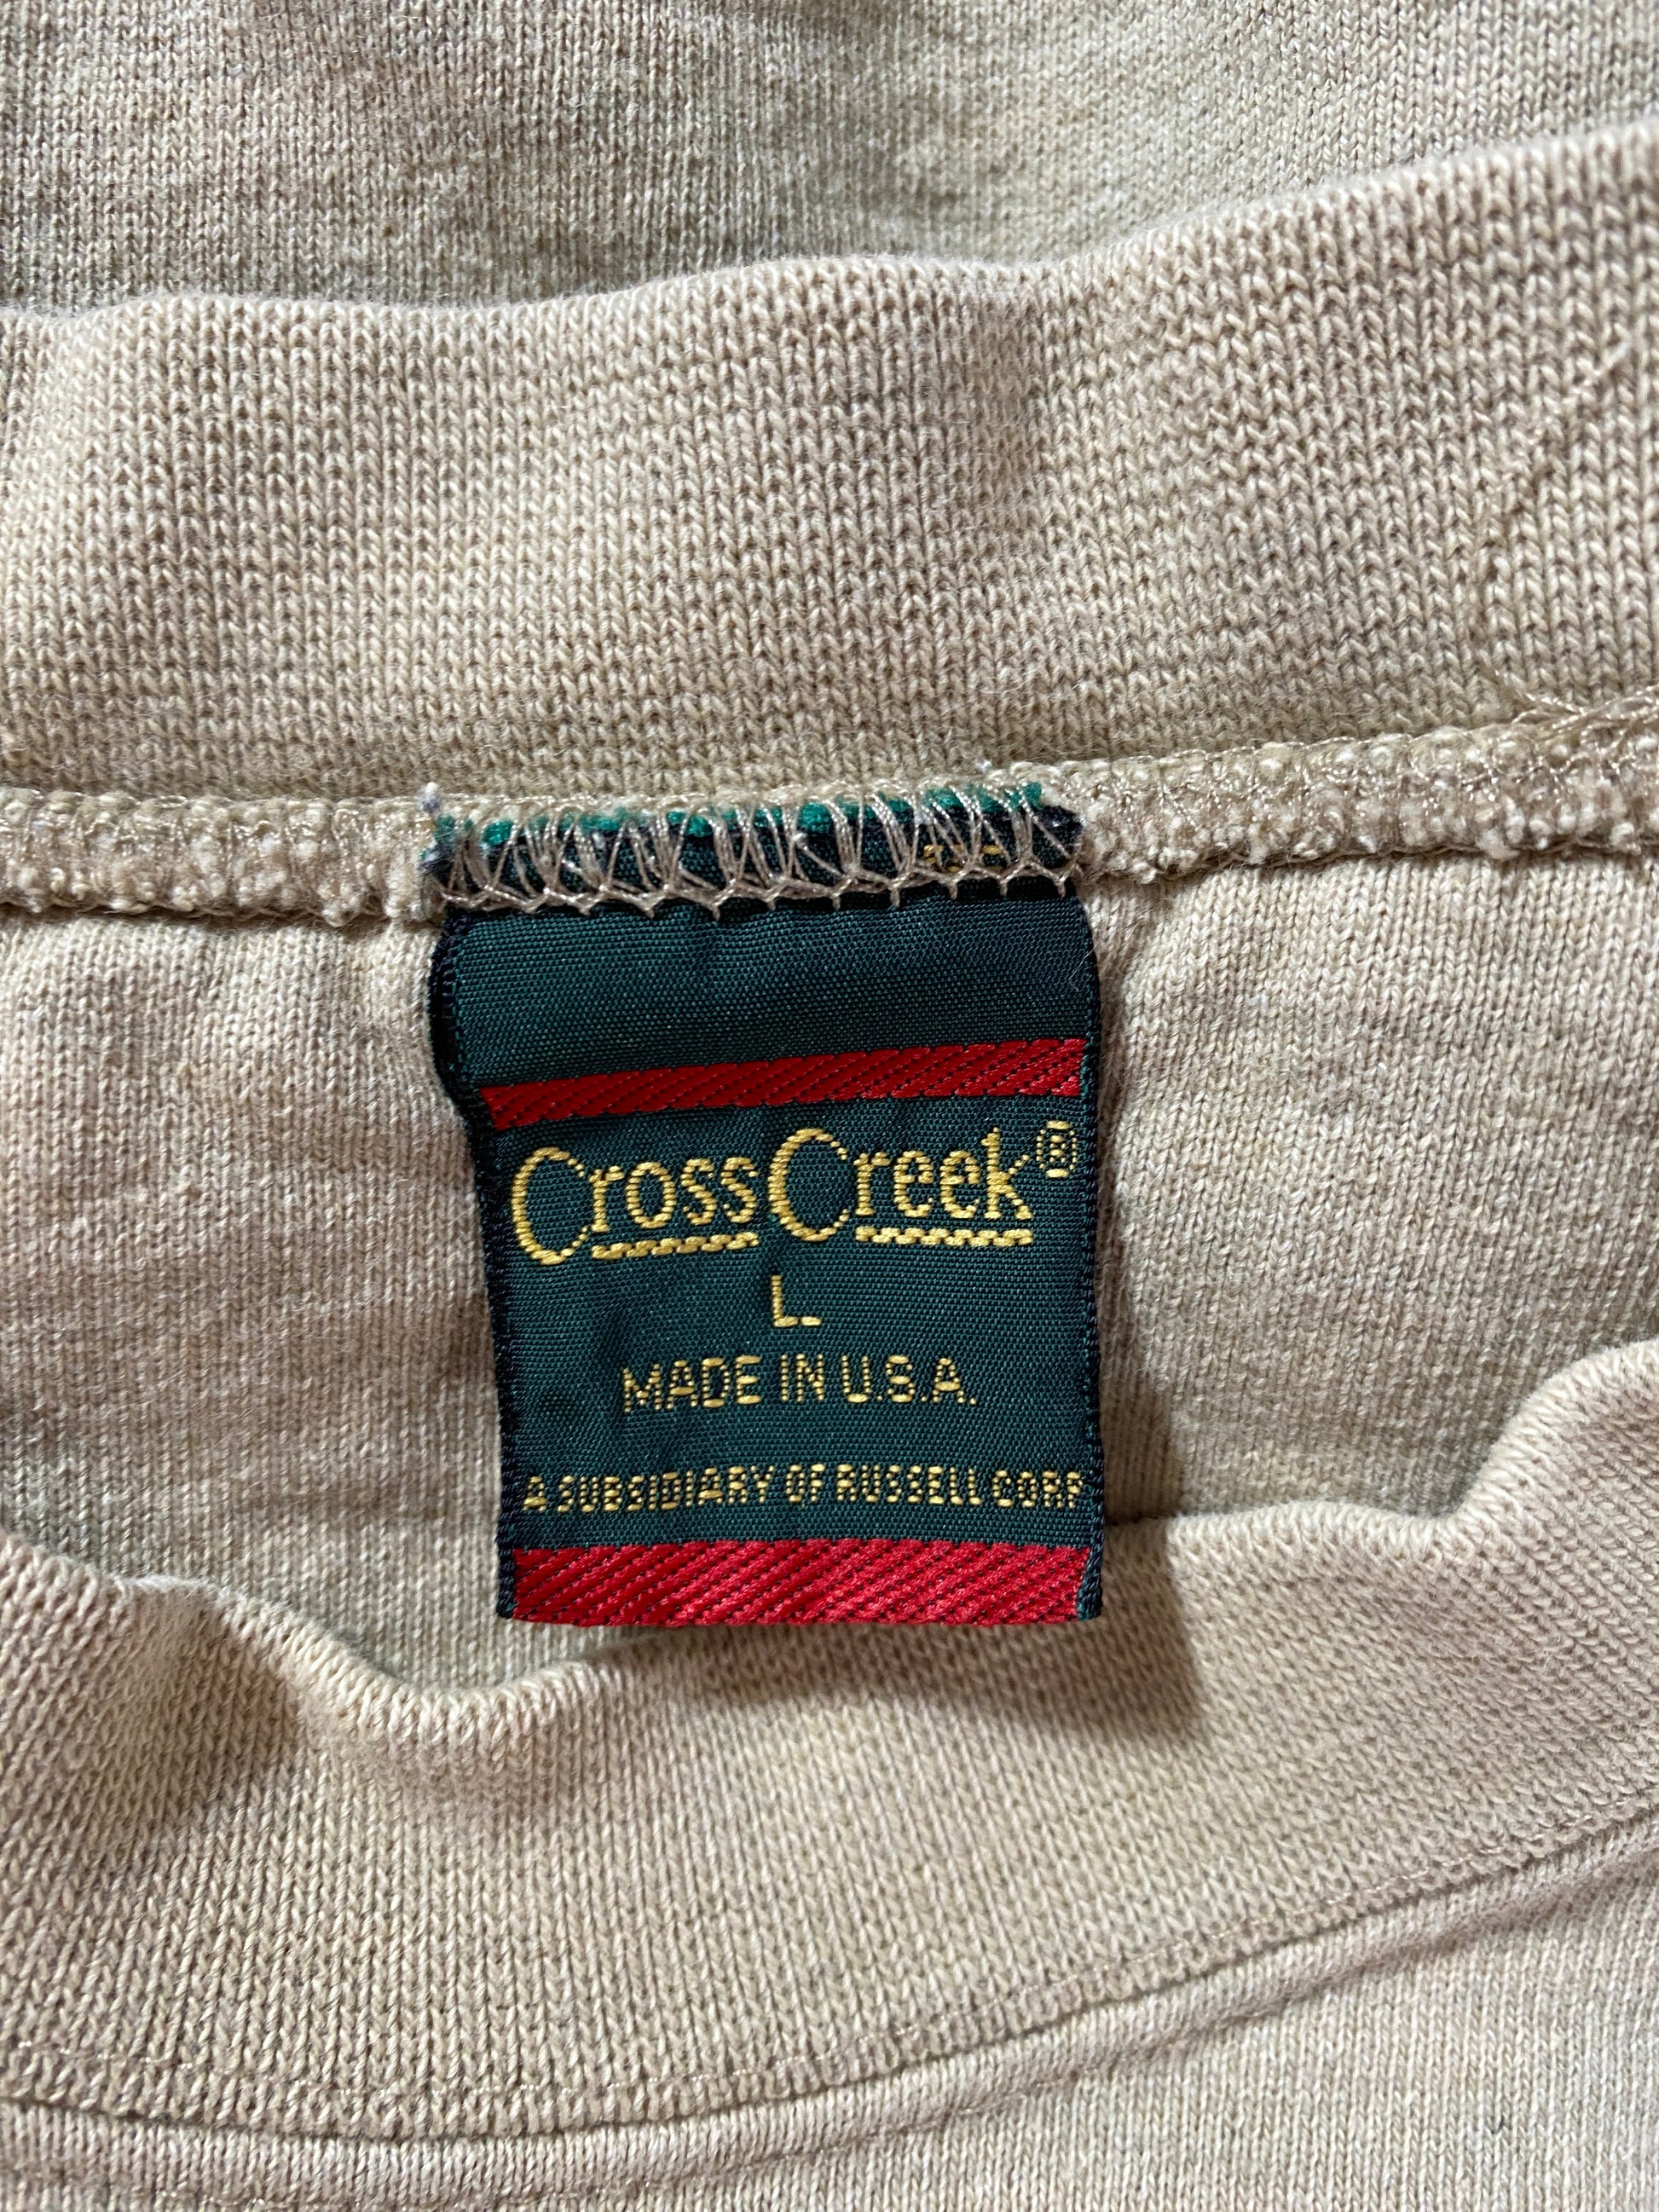 CrossCreek®
L
MADE IN U.S.A.
A SUBSIDIARY OF RUSSELL CORP